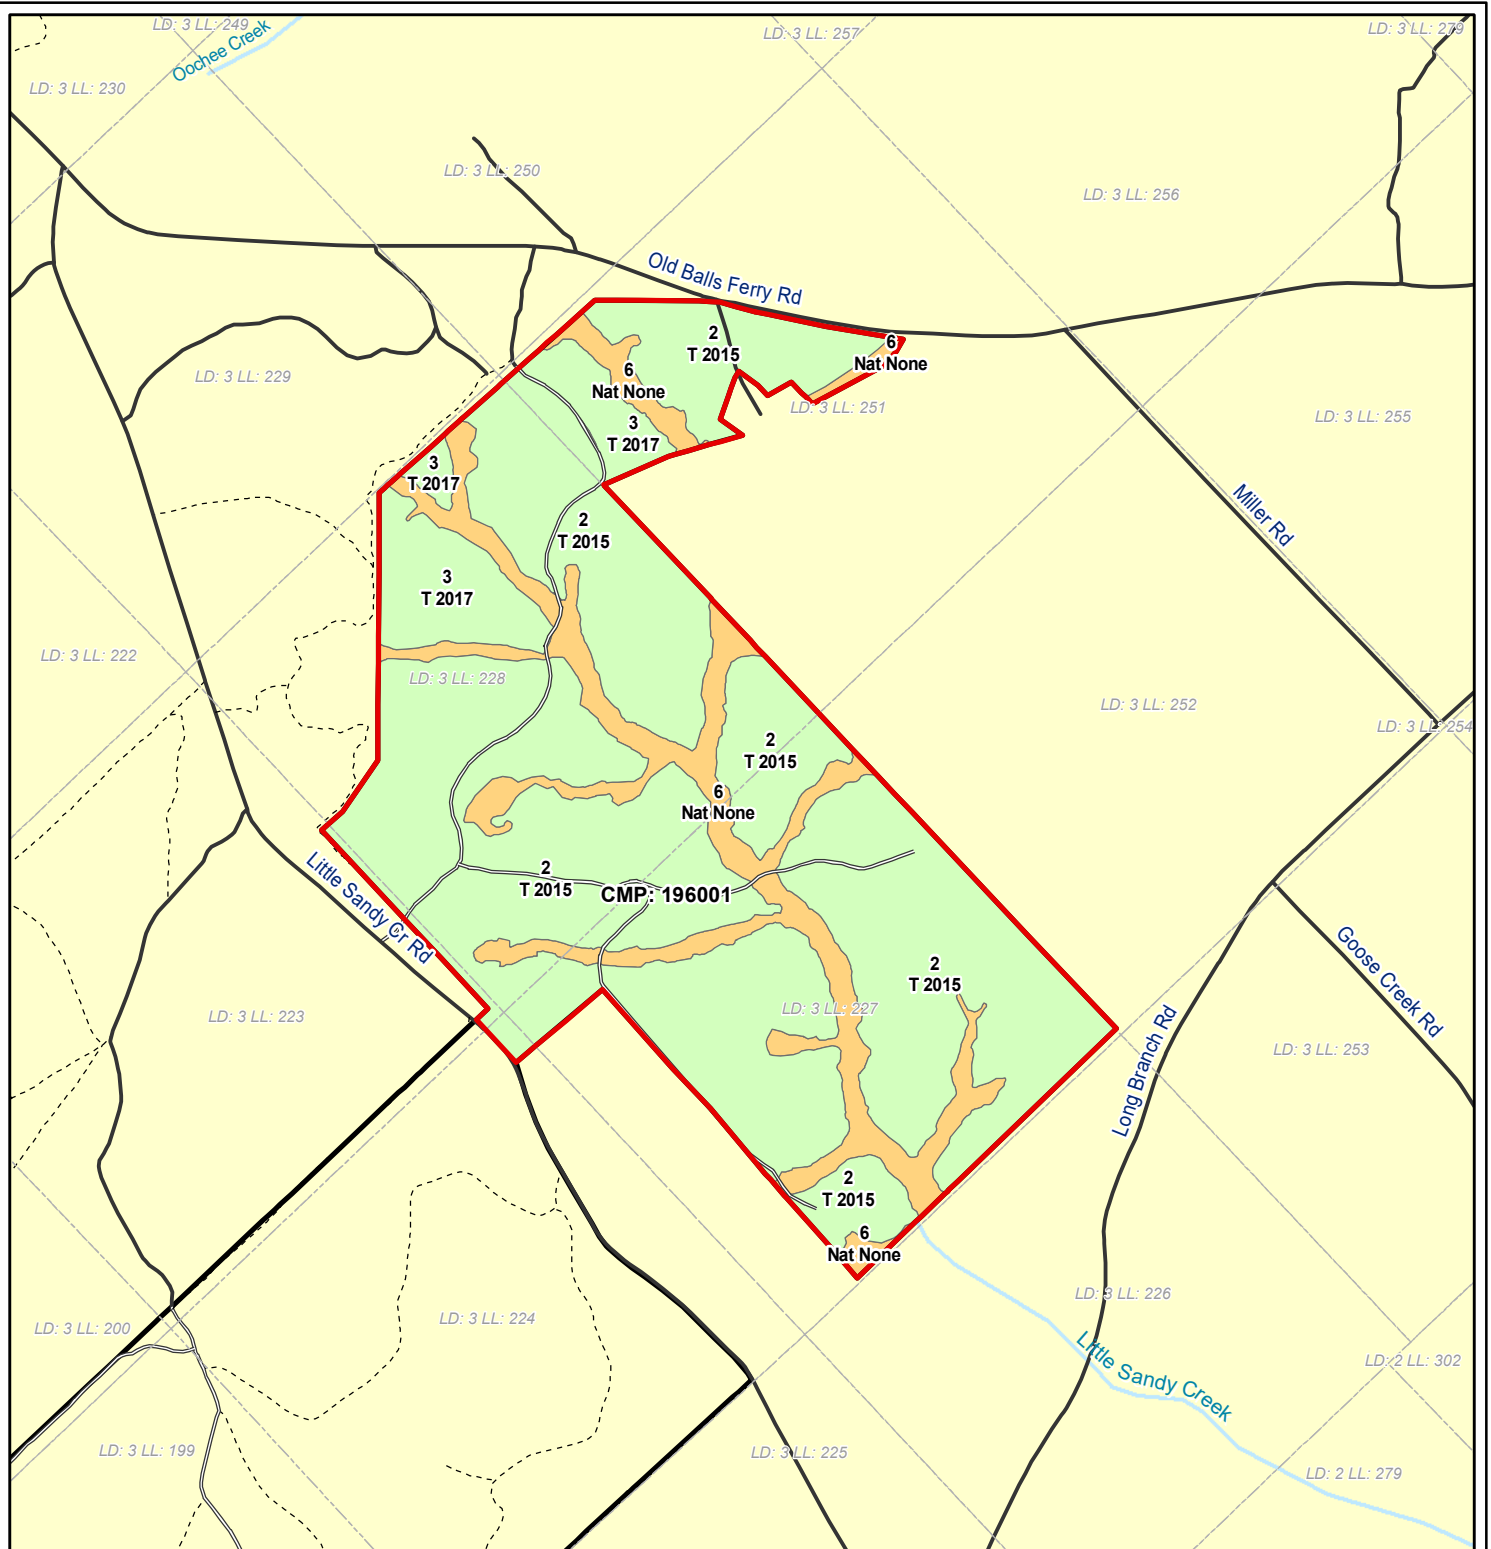 LD: 3 LL: 249
Oochee Creek
LD: 3 LL: 257
LD: 3 LL: 279
LD: 3 LL: 230
LD: 3 LL: 250
LD: 3 LL: 256
Old Balls Ferry Rd
2
T 2015
6
Nat None
6
Nat None
LD: 3 LL: 229
LD: 3 LL: 251
LD: 3 LL: 255
3
T 2017
3
T 2017
Miller Rd
2
T 2015
3
T 2017
LD: 3 LL: 222
LD: 3 LL: 228
LD: 3 LL: 252
LD: 3 LL: 254
2
T 2015
6
Nat None
2
T 2015
CMP: 196001
Little Sandy Cr Rd
2
T 2015
Goose Creek Rd
LD: 3 LL: 223
LD: 3 LL: 227
LD: 3 LL: 253
Long Branch Rd
2
T 2015
6
Nat None
LD: 3 LL: 226
LD: 3 LL: 200
LD: 3 LL: 224
Little Sandy Creek
LD: 2 LL: 302
LD: 3 LL: 199
LD: 3 LL: 225
LD: 2 LL: 279